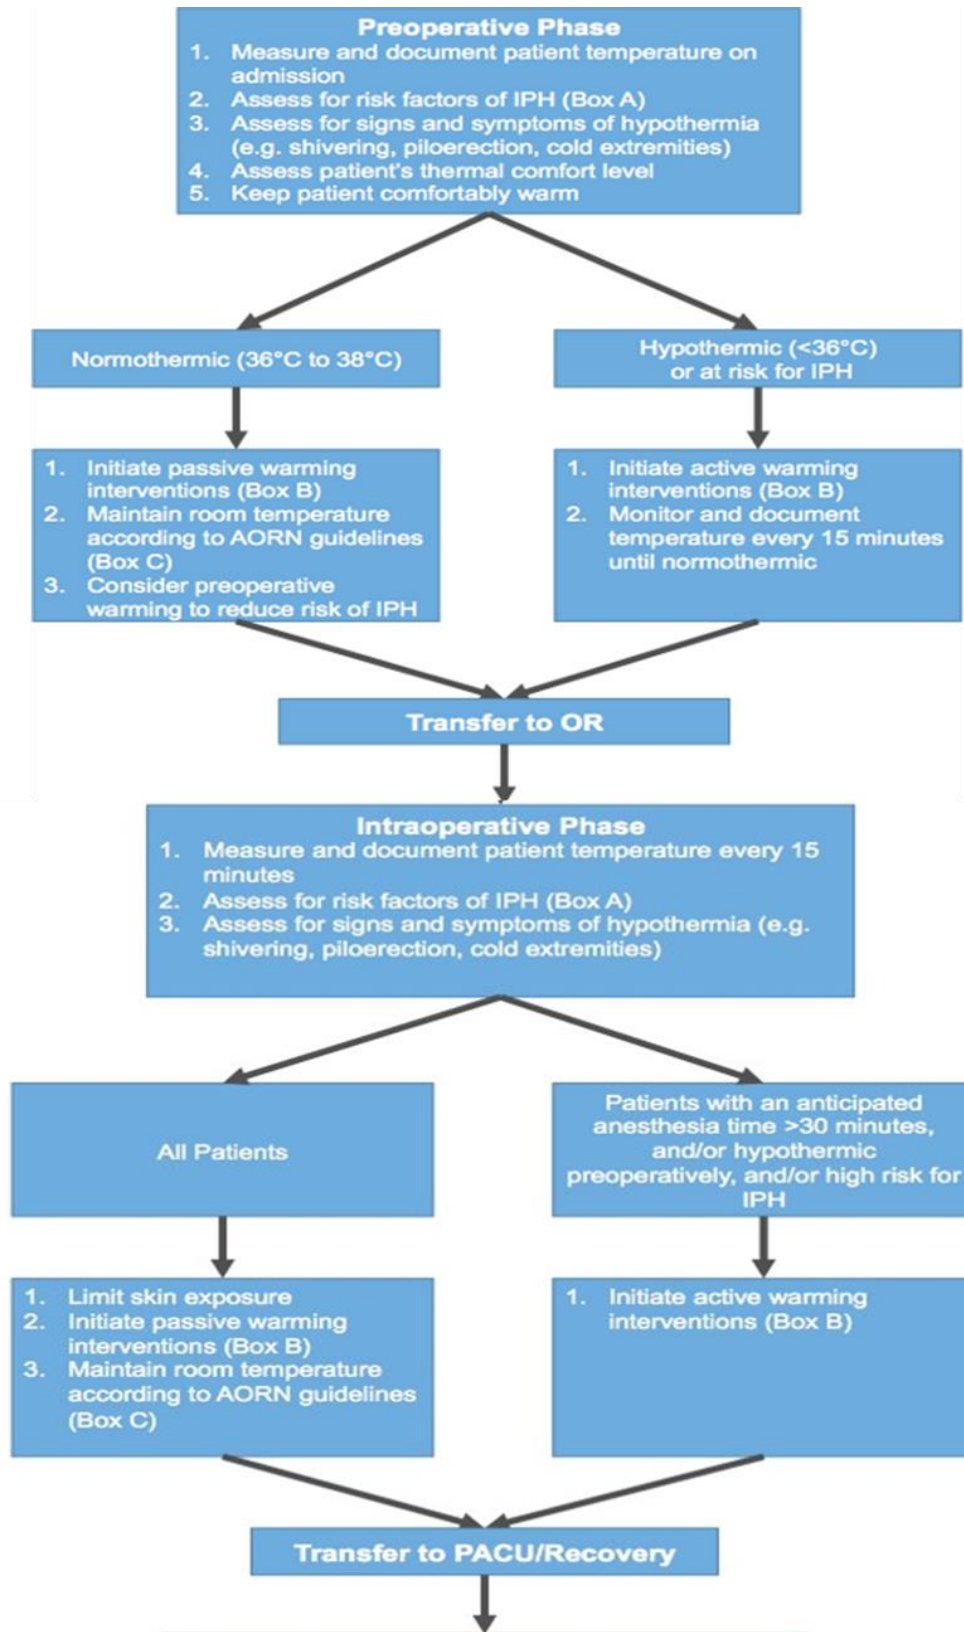 Preoperative Phase
1. Measure and document patient temperature on
admission
2. Assess for risk factors of IPH (Box A)
3. Assess for signs and symptoms of hypothermia
(e.g. shivering, piloerection, cold extremities)
4. Assess patient's thermal comfort level
5. Keep patient comfortably warm
Normothermic (36°C to 38°C)
Hypothermic (<36°C)
or at risk for IPH
1. Initiate passive warming
interventions (Box B)
2. Maintain room temperature
according to AORN guidelines
(Box C)
3. Consider preoperative
warming to reduce risk of IPH
1. Initiate active warming
interventions (Box B)
2. Monitor and document
temperature every 15 minutes
until normothermic
Transfer to OR
Intraoperative Phase
1. Measure and document patient temperature every 15
minutes
2. Assess for risk factors of IPH (Box A)
3. Assess for signs and symptoms of hypothermia (e.g.
shivering, piloerection, cold extremities)
All Patients
Patients with an anticipated
anesthesia time >30 minutes,
and/or hypothermic
preoperatively, and/or high risk for
IPH
1. Limit skin exposure
2. Initiate passive warming
interventions (Box B)
3. Maintain room temperature
according to AORN guidelines
(Box C)
1. Initiate active warming
interventions (Box B)
Transfer to PACU/Recovery